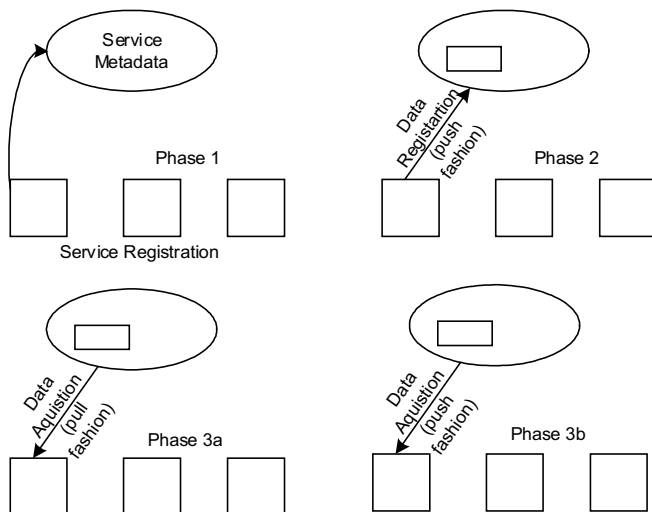 Service
Metadata
Phase 1
Service Registration
Data
Registartion
(push
fashion)
Phase 2
Data
Aquistion
(pull
fashion)
Phase 3a
Data
Aquistion
(push
fashion)
Phase 3b